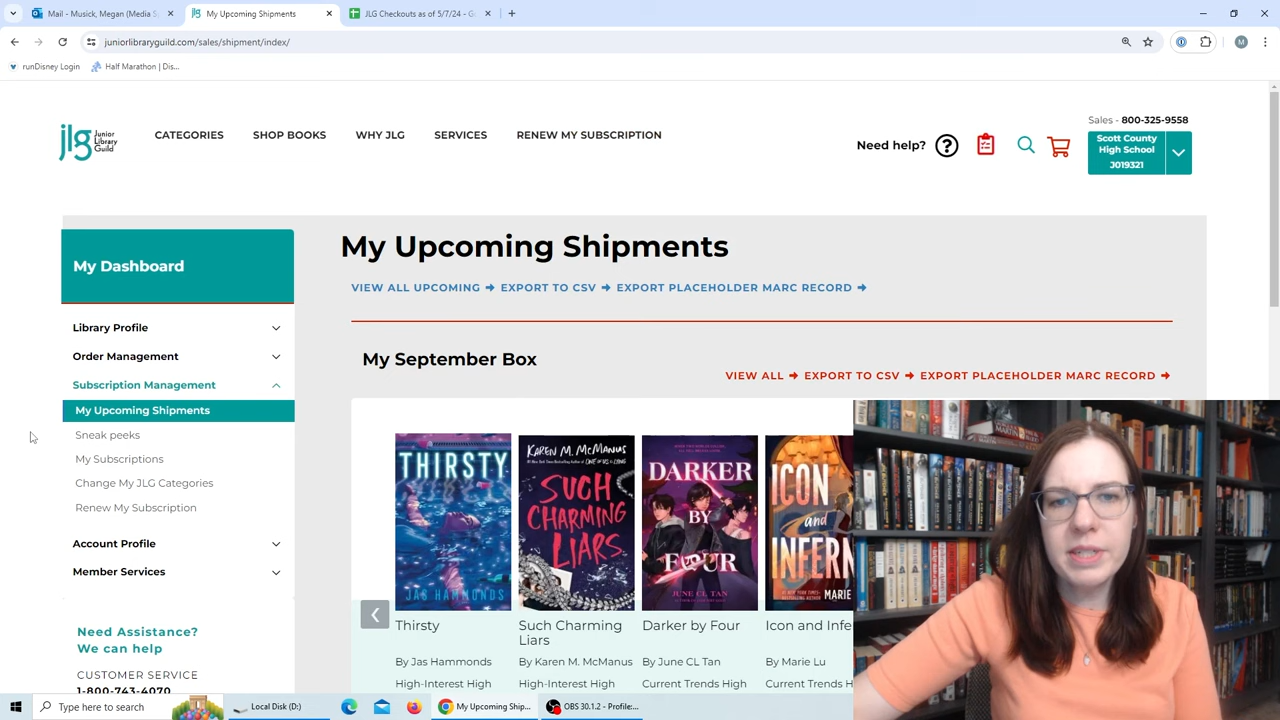 Mail - Musick, Megan (Media S
My Upcoming Shipments
JLG Checkouts as of 5/7/24 - G
juniorlibraryguild.com/sales/shipment/index/
M
runDisney Login
Half Marathon | Dis...
jlg Junior Library Guild
CATEGORIES
SHOP BOOKS
WHY JLG
SERVICES
RENEW MY SUBSCRIPTION
Need help?
Sales - 800-325-9558
Scott County
High School
J019321
My Dashboard
Library Profile
Order Management
Subscription Management
My Upcoming Shipments
Sneak peeks
My Subscriptions
Change My JLG Categories
Renew My Subscription
Account Profile
Member Services
Need Assistance?
We can help
CUSTOMER SERVICE
1-800-743-4070
My Upcoming Shipments
VIEW ALL UPCOMING → EXPORT TO CSV → EXPORT PLACEHOLDER MARC RECORD →
My September Box
VIEW ALL → EXPORT TO CSV → EXPORT PLACEHOLDER MARC RECORD →
THIRSTY
JAS HAMMONDS
KAREN M. McMANUS
SUCH
CHARMING
LIARS
DARKER
BY
FOUR
JUNE CL TAN
ICON
and
INFERN
MARIE
Thirsty
By Jas Hammonds
High-Interest High
Such Charming
Liars
By Karen M. McManus
High-Interest High
Darker by Four
By June CL Tan
Current Trends High
Icon and Infe
By Marie Lu
Current Trends H
Type here to search
Local Disk (D:)
My Upcoming Ship...
OBS 30.1.2 - Profile:...